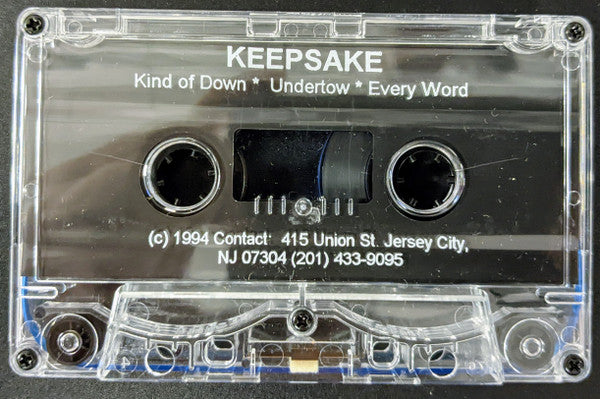 KEEPSAKE
Kind of Down * Undertow * Every Word
(c) 1994 Contact: 415 Union St. Jersey City,
NJ 07304 (201) 433-9095